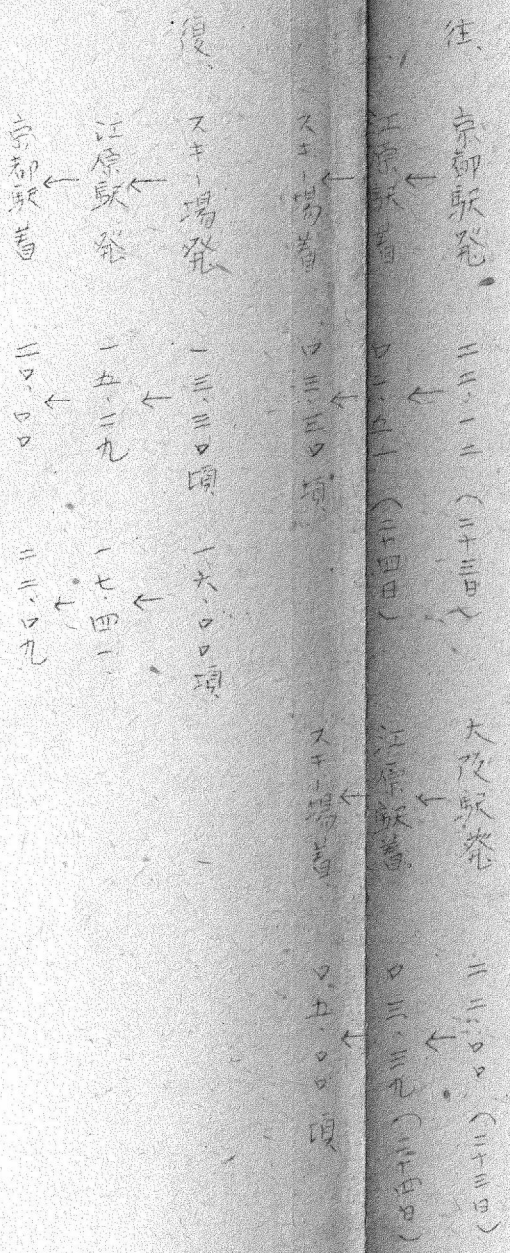 往、京都駅発 二二、一二 (二十三日) 大阪駅発 二二、〇〇 (二十三日)
↓ ↓ ↓ ↓
江原駅着 〇二、五一 (二十四日) 江原駅着 〇三、三九 (二十四日)
↓ ↓ ↓ ↓
スキー場着 〇三、三〇頃 スキー場着 〇五、〇〇頃
復、スキー場発 一三、三〇頃 一六、〇〇頃
↓ ↓ ↓
江原駅発 一五、二九 一七、四一
↓ ↓ ↓
京都駅着 二〇、〇〇 二二、〇九